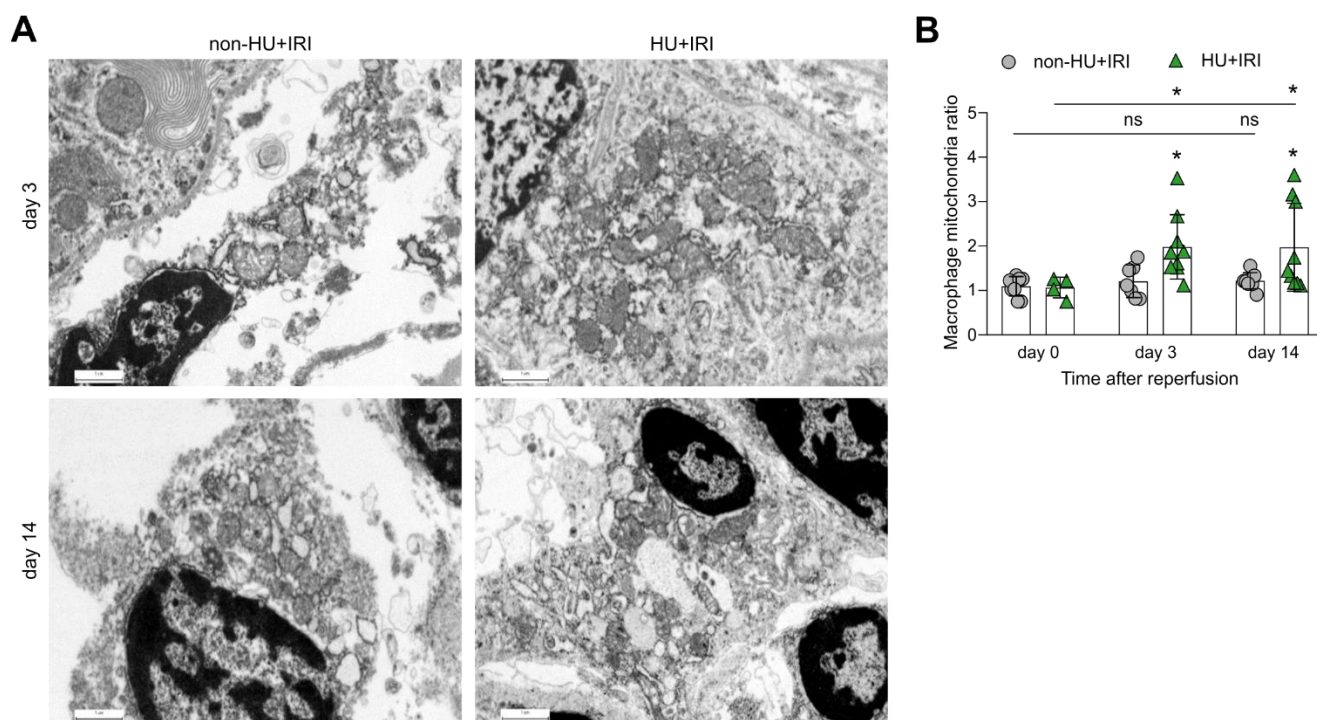 A
non-HU+IRI
HU+IRI
day 3
day 14
B
non-HU+IRI
HU+IRI
*
*
ns
ns
*
*
Macrophage mitochondria ratio
5
4
3
2
1
0
day 0
day 3
day 14
Time after reperfusion